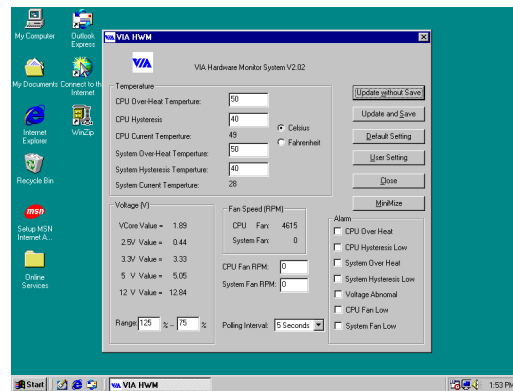 My Computer
Outlook
Express
My Documents
Connect to th
Internet
Internet
Explorer
WinZip
Recycle Bin
msn
Setup MSN
Internet A...
Online
Services
VIA HWM
VIA
VIA Hardware Monitor System V2.02
Temperature
CPU Over-Heat Temperture: 50
CPU Hysteresis 40
CPU Current Temperture: 49
System Over-Heat Temperture: 50
System Hysteresis Temperture: 40
System Current Temperture: 28
Celsius
Fahrenheit
Update without Save
Update and Save
Default Setting
User Setting
Close
MiniMize
Voltage (V)
VCore Value = 1.89
2.5V Value = 0.44
3.3V Value = 3.33
5 V Value = 5.05
12 V Value = 12.84
Range: 125 % - 75 %
Fan Speed (RPM)
CPU Fan: 4615
System Fan: 0
CPU Fan RPM: 0
System Fan RPM: 0
Polling Interval: 5 Seconds
Alarm
CPU Over Heat
CPU Hysteresis Low
System Over Heat
System Hysteresis Low
Voltage Abnomal
CPU Fan Low
System Fan Low
Start
VIA HWM
1:53 PM